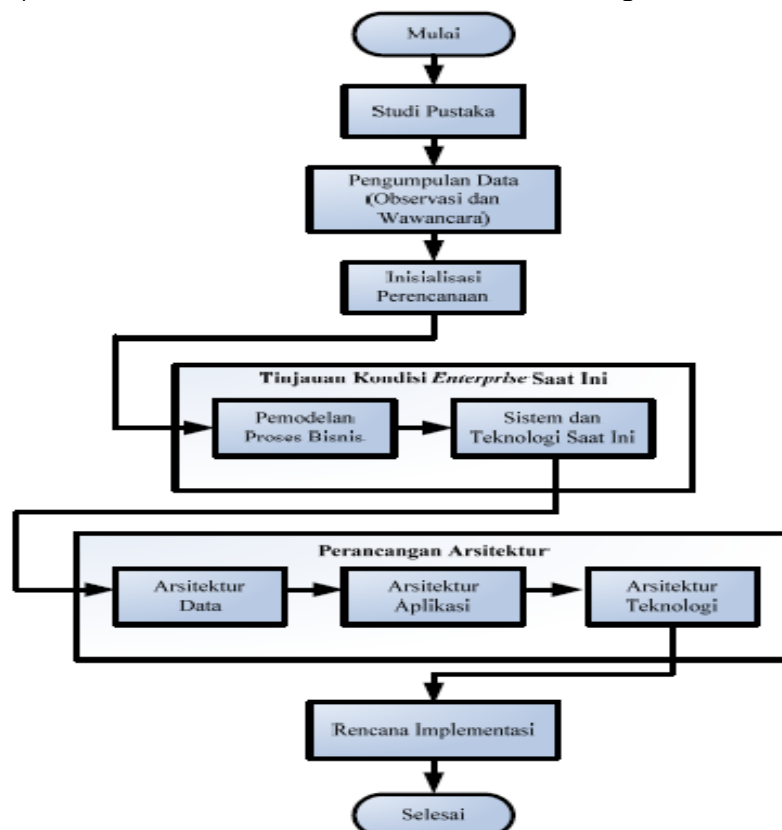 Mulai
Studi Pustaka
Pengumpulan Data
(Observasi dan
Wawancara)
Inisialisasi
Perencanaan
Tinjauan Kondisi Enterprise Saat Ini
Pemodelan
Proses Bisnis
Sistem dan
Teknologi Saat Ini
Perancangan Arsitektur
Arsitektur
Data
Arsitektur
Aplikasi
Arsitektur
Teknologi
Rencana Implementasi
Selesai